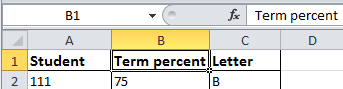 B1 fx Term percent
A B C D
1 Student Term percent Letter
2 111 75 B